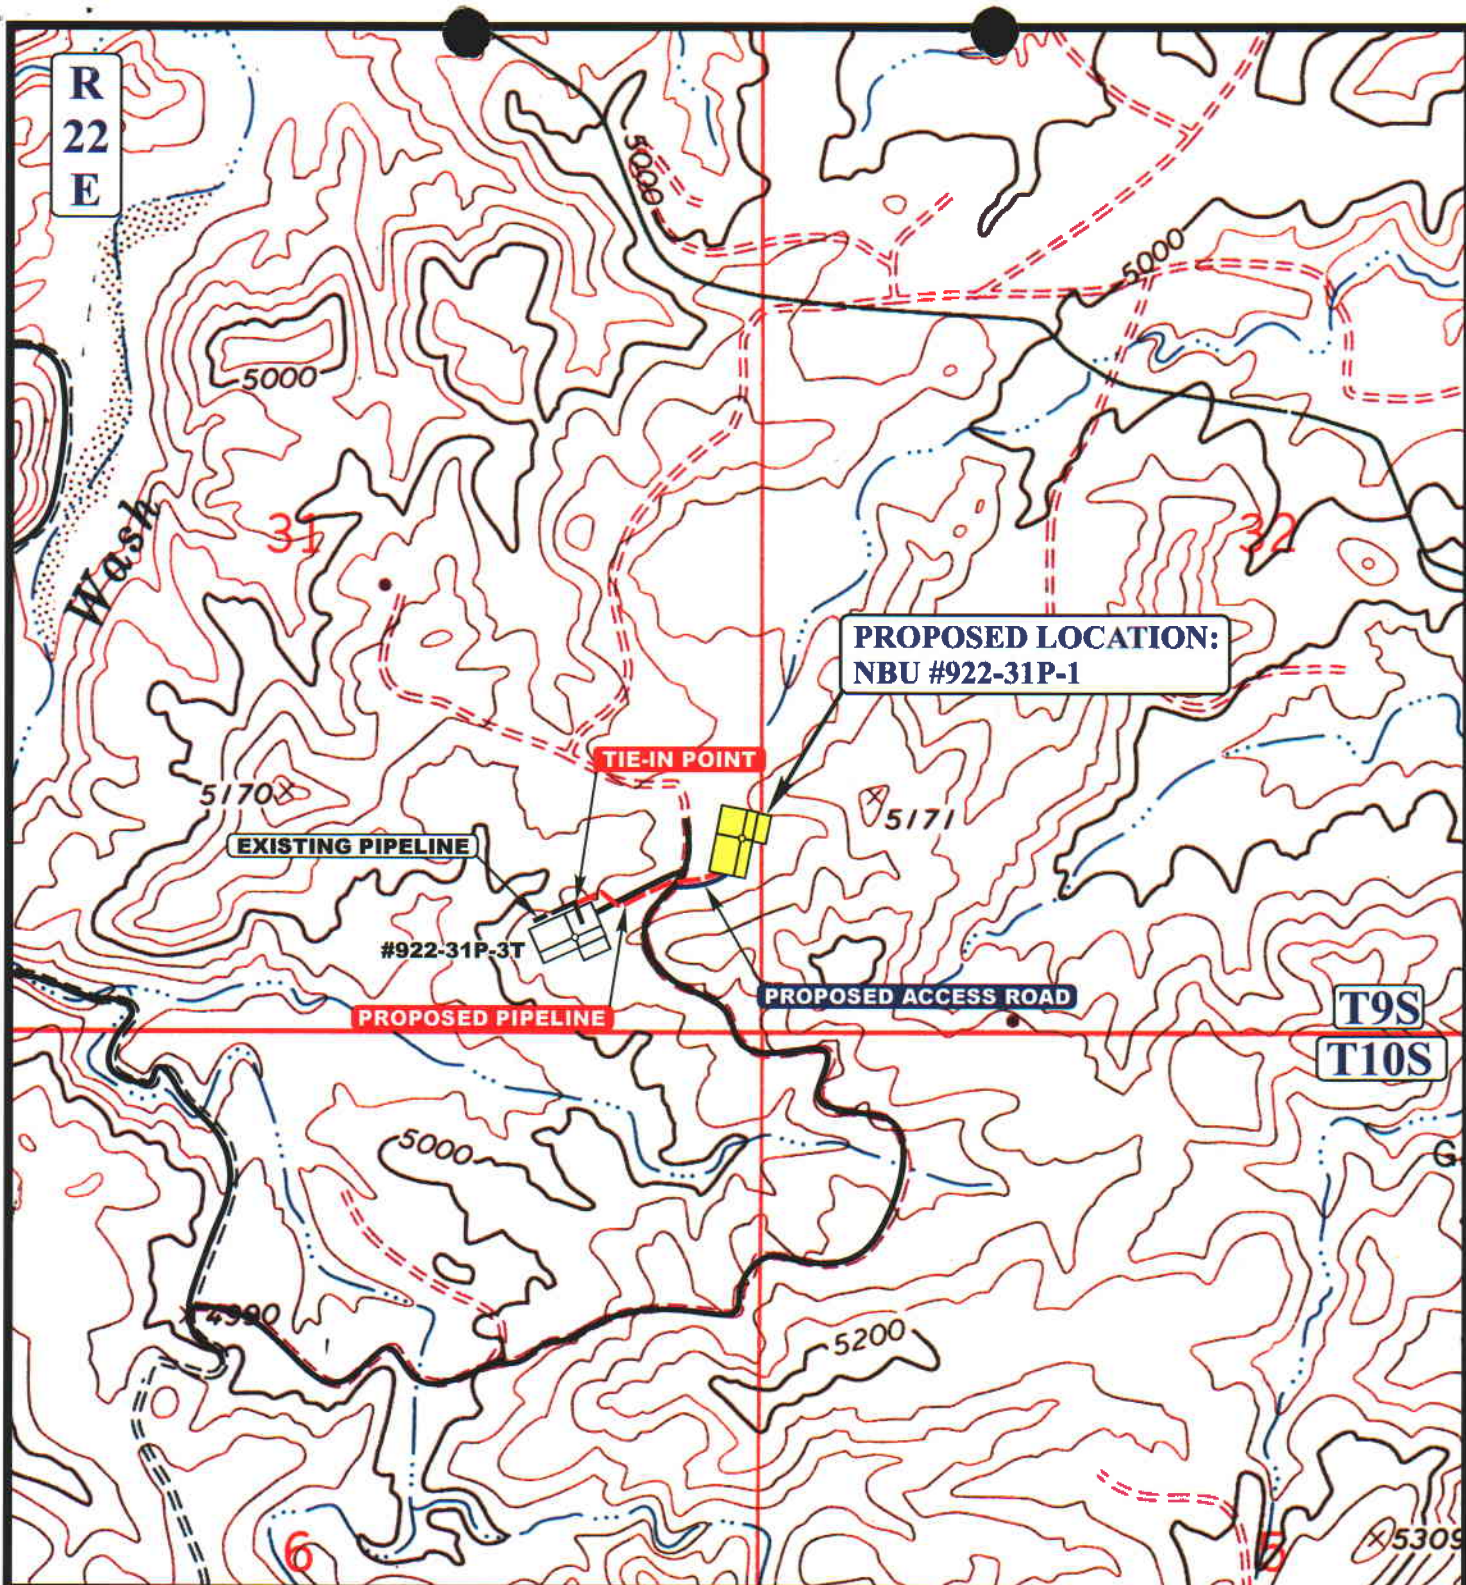 R
22
E
5000
5000
5000
Wash
31
32
PROPOSED LOCATION:
NBU #922-31P-1
TIE-IN POINT
5170
5171
EXISTING PIPELINE
#922-31P-3T
PROPOSED ACCESS ROAD
PROPOSED PIPELINE
T9S
T10S
5000
G
4990
5200
6
5
5309